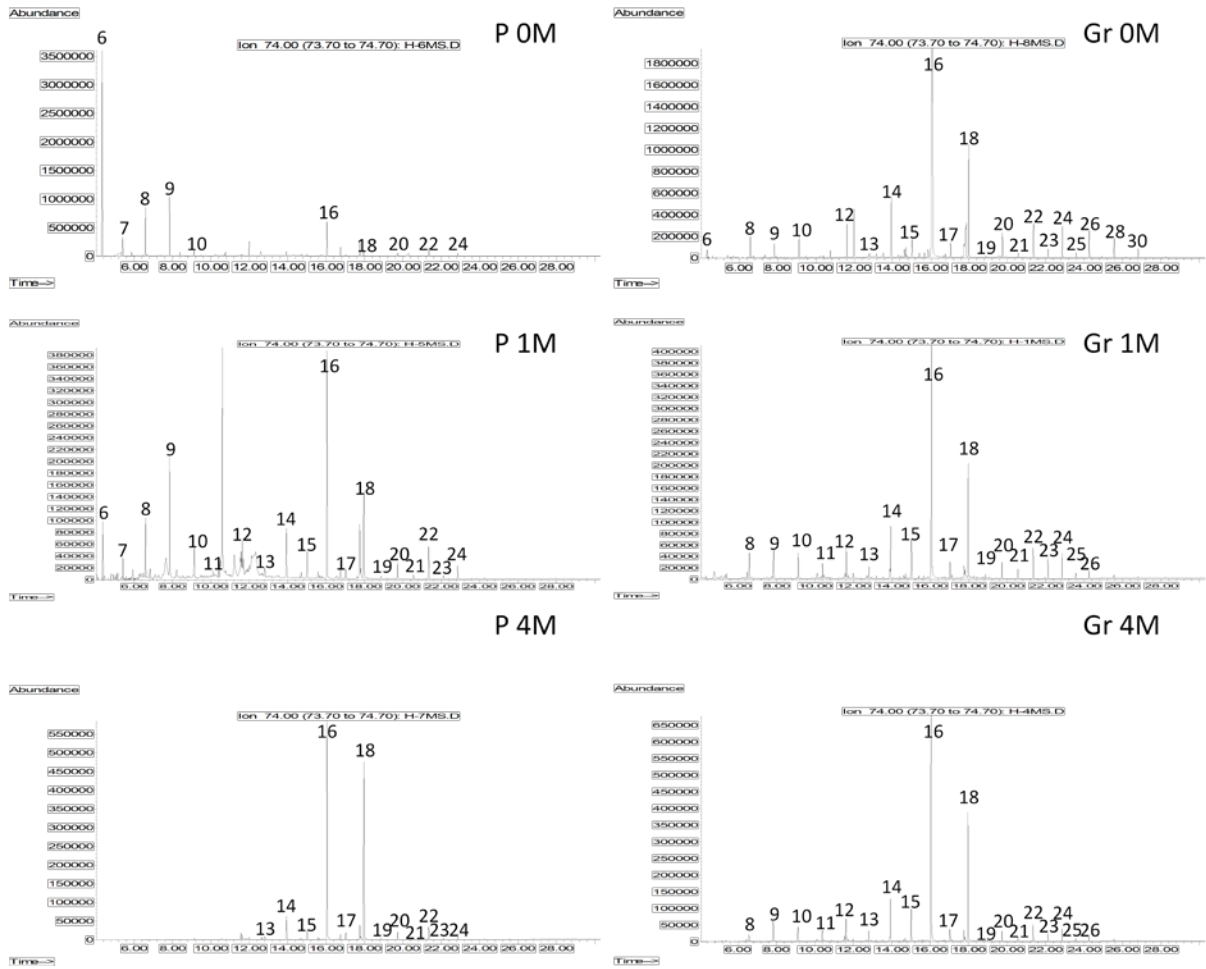 Abundance
P 0M
Ion 74.00 (73.70 to 74.70): H-6MS.D
3500000
3000000
2500000
2000000
1500000
1000000
500000
0
6 7 8 9 10 16 18 20 22 24
6.00 8.00 10.00 12.00 14.00 16.00 18.00 20.00 22.00 24.00 26.00 28.00
Time-->
Abundance
Gr 0M
Ion 74.00 (73.70 to 74.70): H-8MS.D
1800000
1600000
1400000
1200000
1000000
800000
600000
400000
200000
0
6 8 9 10 12 13 14 15 16 17 18 19 20 21 22 23 24 25 26 28 30
6.00 8.00 10.00 12.00 14.00 16.00 18.00 20.00 22.00 24.00 26.00 28.00
Time-->
Abundance
P 1M
Ion 74.00 (73.70 to 74.70): H-5MS.D
380000
360000
340000
320000
300000
280000
260000
240000
220000
200000
180000
160000
140000
120000
100000
80000
60000
40000
20000
0
6 7 8 9 10 11 12 13 14 15 16 17 18 19 20 21 22 23 24
6.00 8.00 10.00 12.00 14.00 16.00 18.00 20.00 22.00 24.00 26.00 28.00
Time-->
Abundance
Gr 1M
Ion 74.00 (73.70 to 74.70): H-1MS.D
400000
380000
360000
340000
320000
300000
280000
260000
240000
220000
200000
180000
160000
140000
120000
100000
80000
60000
40000
20000
0
8 9 10 11 12 13 14 15 16 17 18 19 20 21 22 23 24 25 26
6.00 8.00 10.00 12.00 14.00 16.00 18.00 20.00 22.00 24.00 26.00 28.00
Time-->
P 4M
Abundance
Ion 74.00 (73.70 to 74.70): H-7MS.D
550000
500000
450000
400000
350000
300000
250000
200000
150000
100000
50000
0
13 14 15 16 17 18 19 20 21 22 23 24
6.00 8.00 10.00 12.00 14.00 16.00 18.00 20.00 22.00 24.00 26.00 28.00
Time-->
Gr 4M
Abundance
Ion 74.00 (73.70 to 74.70): H-4MS.D
650000
600000
550000
500000
450000
400000
350000
300000
250000
200000
150000
100000
50000
0
8 9 10 11 12 13 14 15 16 17 18 19 20 21 22 23 24 25 26
6.00 8.00 10.00 12.00 14.00 16.00 18.00 20.00 22.00 24.00 26.00 28.00
Time-->